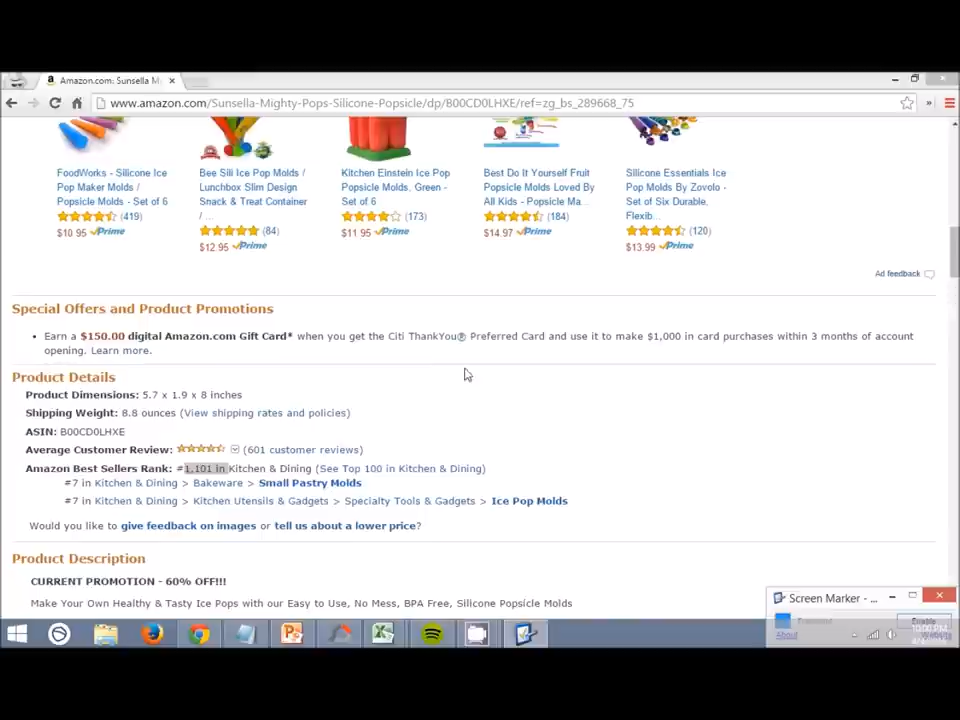 Amazon.com: Sunsella M
www.amazon.com/Sunsella-Mighty-Pops-Silicone-Popsicle/dp/B00CD0LHXE/ref=zg_bs_289668_75
FoodWorks - Silicone Ice
Pop Maker Molds /
Popsicle Molds - Set of 6
(419)
$10.95 Prime
Bee Sili Ice Pop Molds /
Lunchbox Slim Design
Snack & Treat Container
/ ...
(84)
$12.95 Prime
Kitchen Einstein Ice Pop
Popsicle Molds, Green -
Set of 6
(173)
$11.95 Prime
Best Do It Yourself Fruit
Popsicle Molds Loved By
All Kids - Popsicle Ma...
(184)
$14.97 Prime
Silicone Essentials Ice
Pop Molds By Zovolo -
Set of Six Durable,
Flexib...
(120)
$13.99 Prime
Ad feedback
Special Offers and Product Promotions
• Earn a $150.00 digital Amazon.com Gift Card* when you get the Citi ThankYou® Preferred Card and use it to make $1,000 in card purchases within 3 months of account
opening. Learn more.
Product Details
Product Dimensions: 5.7 x 1.9 x 8 inches
Shipping Weight: 8.8 ounces (View shipping rates and policies)
ASIN: B00CD0LHXE
Average Customer Review: (601 customer reviews)
Amazon Best Sellers Rank: #1,101 in Kitchen & Dining (See Top 100 in Kitchen & Dining)
#7 in Kitchen & Dining > Bakeware > Small Pastry Molds
#7 in Kitchen & Dining > Kitchen Utensils & Gadgets > Specialty Tools & Gadgets > Ice Pop Molds
Would you like to give feedback on images or tell us about a lower price?
Product Description
CURRENT PROMOTION - 60% OFF!!!
Make Your Own Healthy & Tasty Ice Pops with our Easy to Use, No Mess, BPA Free, Silicone Popsicle Molds
Screen Marker - ...
Enable
About
Website